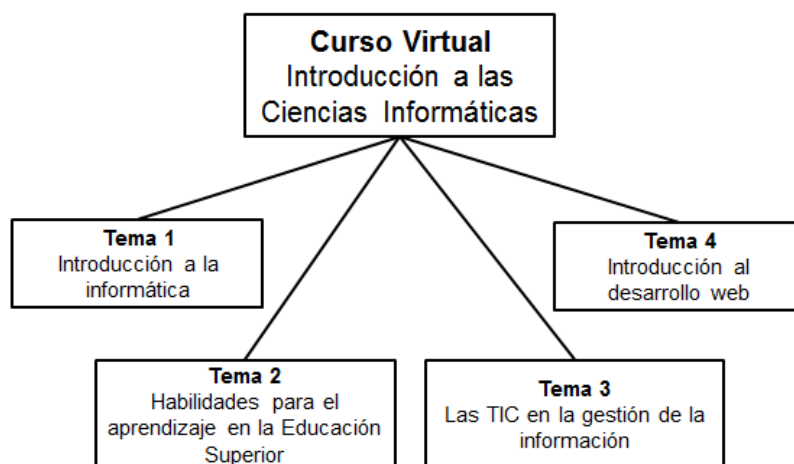 Curso Virtual
Introducción a las
Ciencias Informáticas
Tema 1
Introducción a la
informática
Tema 4
Introducción al
desarrollo web
Tema 2
Habilidades para el
aprendizaje en la Educación
Superior
Tema 3
Las TIC en la gestión de la
información